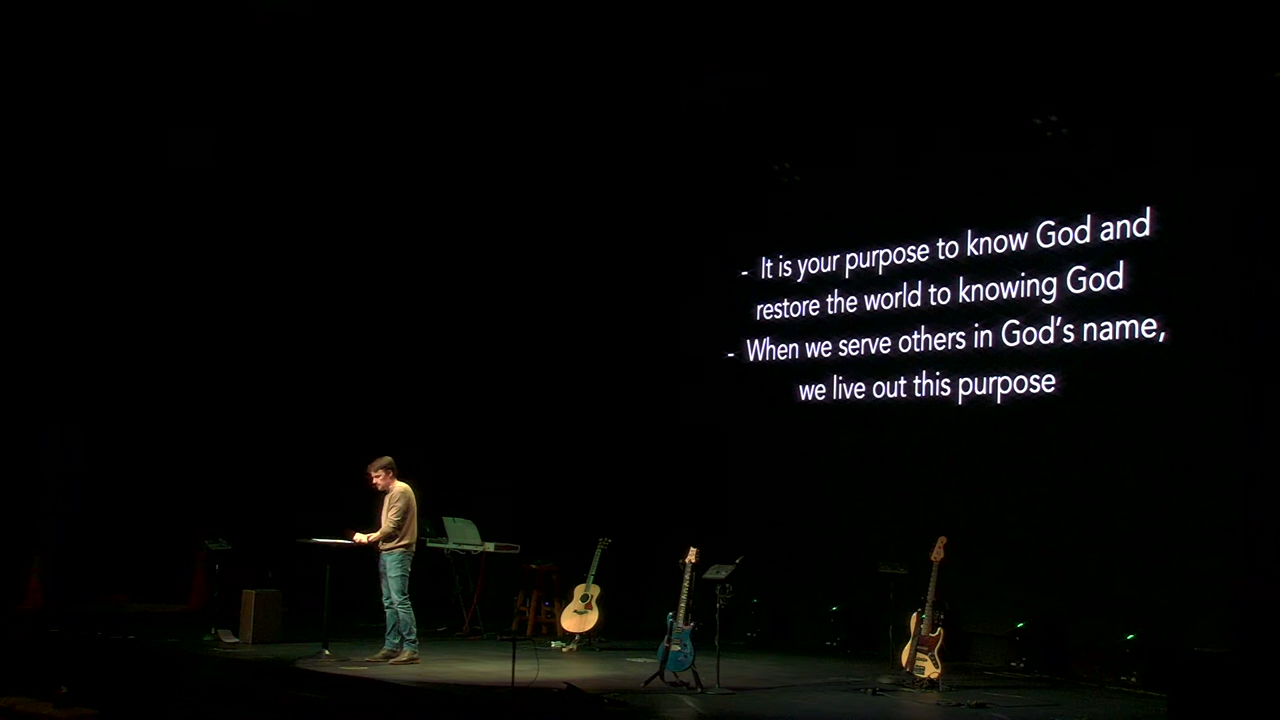 - It is your purpose to know God and
restore the world to knowing God
- When we serve others in God's name,
we live out this purpose